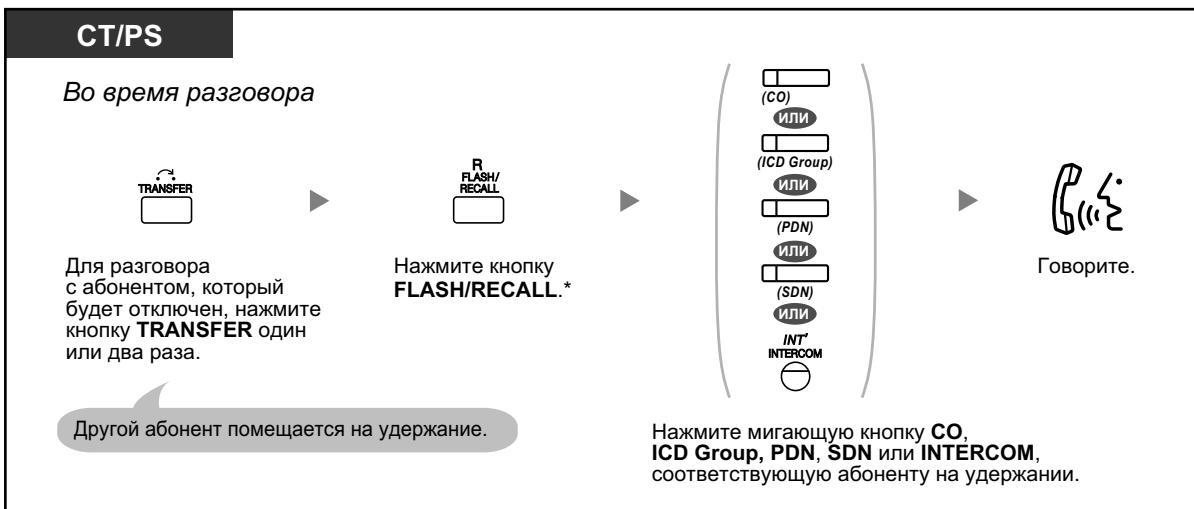 CT/PS
Во время разговора
TRANSFER
Для разговора
с абонентом, который
будет отключен, нажмите
кнопку TRANSFER один
или два раза.
Другой абонент помещается на удержание.
R
FLASH/
RECALL
Нажмите кнопку
FLASH/RECALL.*
(CO)
ИЛИ
(ICD Group)
ИЛИ
(PDN)
ИЛИ
(SDN)
ИЛИ
INT'
INTERCOM
Нажмите мигающую кнопку CO,
ICD Group, PDN, SDN или INTERCOM,
соответствующую абоненту на удержании.
Говорите.